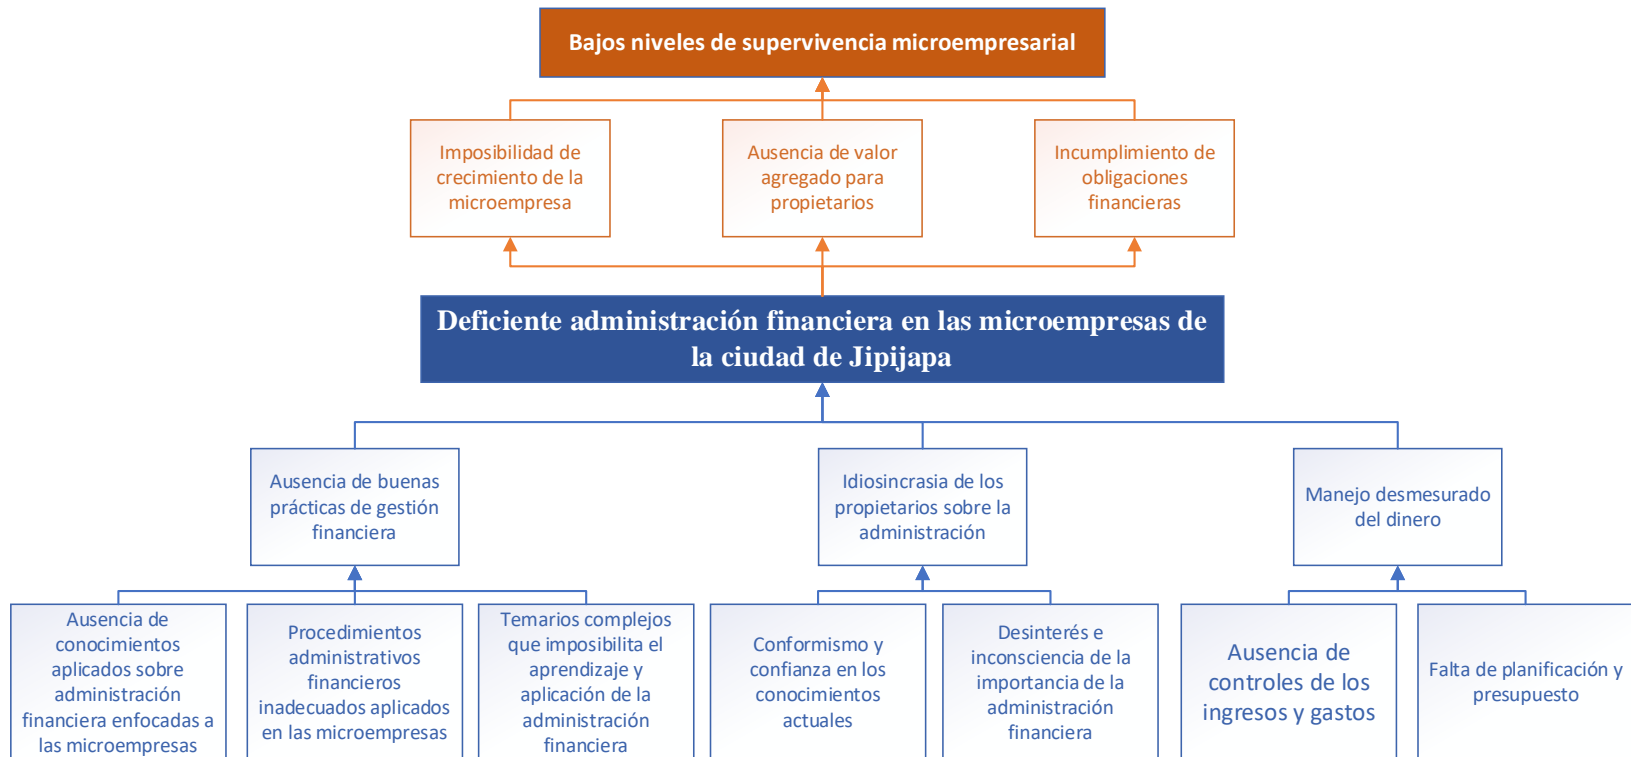 Bajos niveles de supervivencia microempresarial
Imposibilidad de
crecimiento de la
microempresa
Ausencia de valor
agregado para
propietarios
Incumplimiento de
obligaciones
financieras
Deficiente administración financiera en las microempresas de
la ciudad de Jipijapa
Ausencia de buenas
prácticas de gestión
financiera
Idiosincrasia de los
propietarios sobre la
administración
Manejo desmesurado
del dinero
Ausencia de
conocimientos
aplicados sobre
administración
financiera enfocadas a
las microempresas
Procedimientos
administrativos
financieros
inadecuados aplicados
en las microempresas
Temarios complejos
que imposibilita el
aprendizaje y
aplicación de la
administración
financiera
Conformismo y
confianza en los
conocimientos
actuales
Desinterés e
inconsciencia de la
importancia de la
administración
financiera
Ausencia de
controles de los
ingresos y gastos
Falta de planificación y
presupuesto